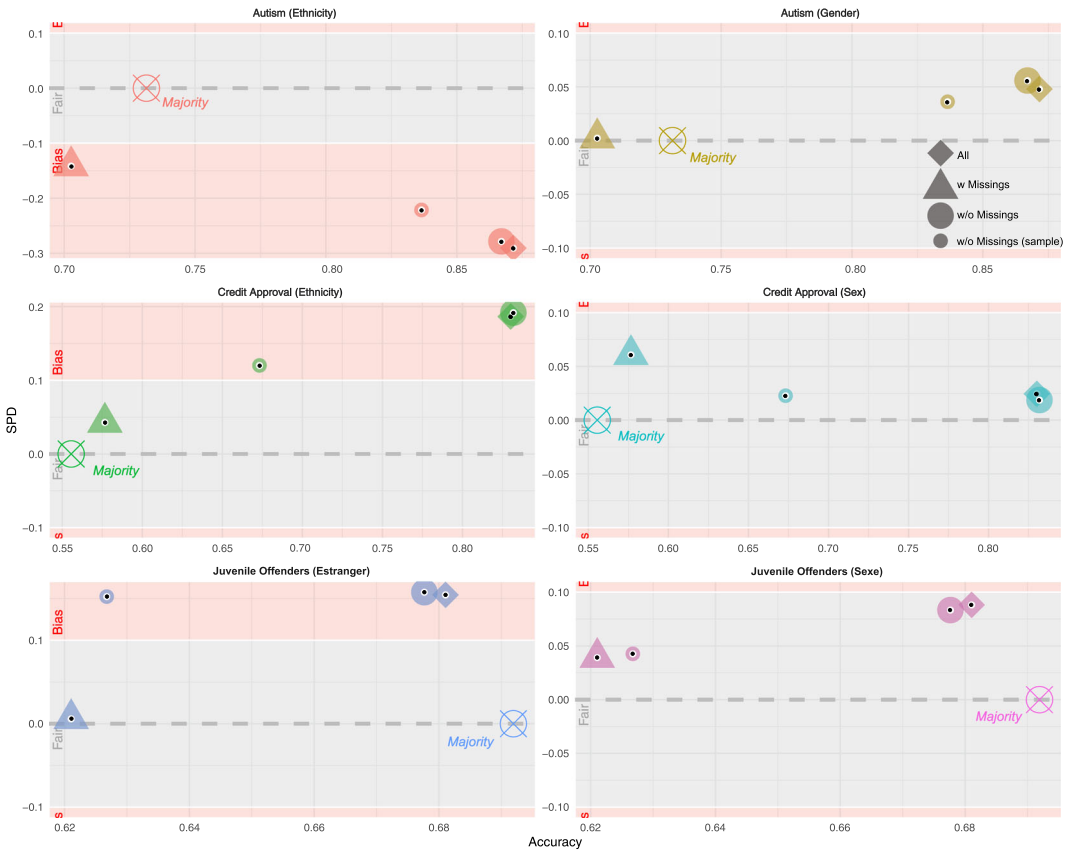 Autism (Ethnicity)
Autism (Gender)
0.1
0.0
−0.1
−0.2
−0.3
Fair
Bias
Majority
0.70
0.75
0.80
0.85
0.10
0.05
0.00
−0.05
−0.10
Fair
s
Majority
All
w Missings
w/o Missings
w/o Missings (sample)
0.70
0.75
0.80
0.85
Credit Approval (Ethnicity)
Credit Approval (Sex)
0.2
0.1
0.0
−0.1
Bias
Fair
s
Majority
0.55
0.60
0.65
0.70
0.75
0.80
0.10
0.05
0.00
−0.05
−0.10
Fair
s
Majority
0.55
0.60
0.65
0.70
0.75
0.80
SPD
Juvenile Offenders (Estranger)
Juvenile Offenders (Sexe)
0.1
0.0
−0.1
Bias
Fair
s
Majority
0.62
0.64
0.66
0.68
0.10
0.05
0.00
−0.05
−0.10
Fair
s
Majority
0.62
0.64
0.66
0.68
Accuracy